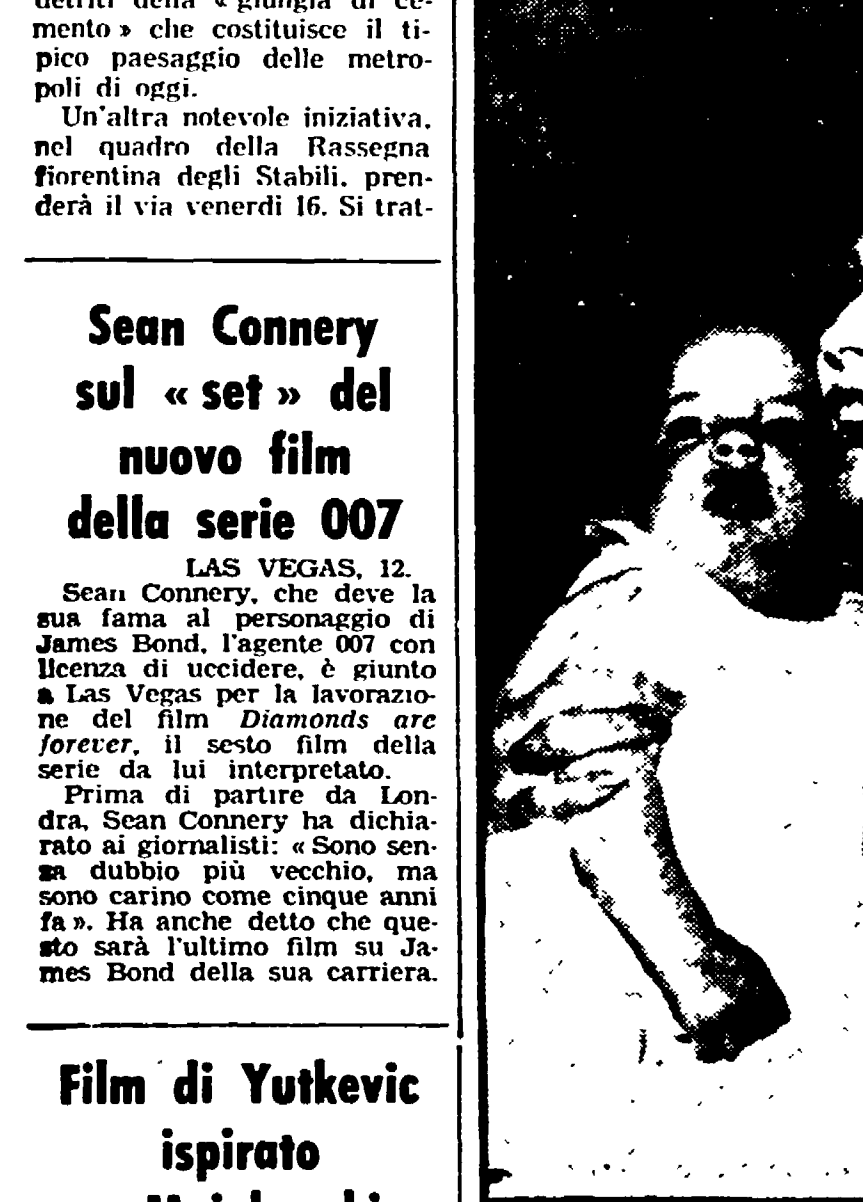 detriti della « giungla di ce-
mento » che costituisce il ti-
pico paesaggio delle metro-
poli di oggi.
Un'altra notevole iniziativa,
nel quadro della Rassegna
fiorentina degli Stabili, pren-
derà il via venerdì 16. Si trat-
Sean Connery
sul « set » del
nuovo film
della serie 007
LAS VEGAS, 12.
Sean Connery, che deve la
sua fama al personaggio di
James Bond, l'agente 007 con
licenza di uccidere, è giunto
a Las Vegas per la lavorazio-
ne del film Diamonds are
forever, il sesto film della
serie da lui interpretato.
Prima di partire da Lon-
dra, Sean Connery ha dichia-
rato ai giornalisti: « Sono sen-
za dubbio più vecchio, ma
sono carino come cinque anni
fa ». Ha anche detto che que-
sto sarà l'ultimo film su Ja-
mes Bond della sua carriera.
Film di Yutkevic
ispirato